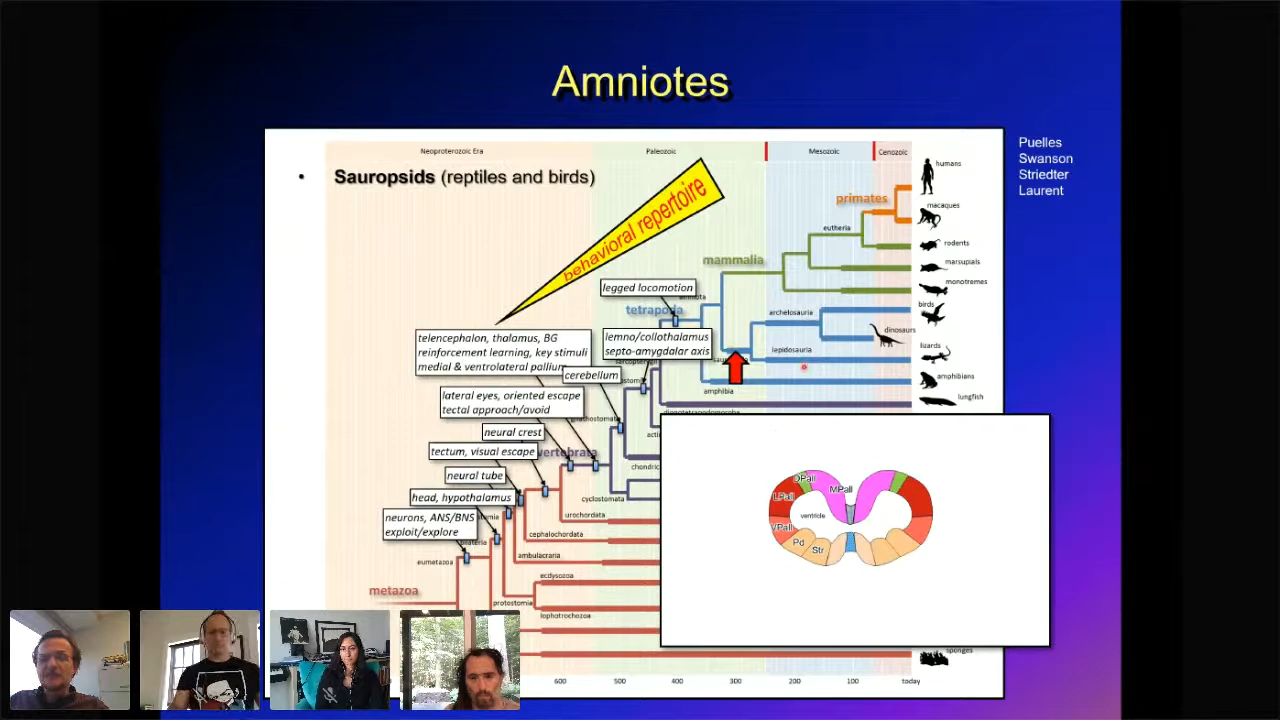 Amniotes
Puelles
Swanson
Striedter
Laurent
Neoproterozoic Era
Paleozoic
Mesozoic
Cenozoic
• Sauropsids (reptiles and birds)
behavioral repertoire
humans
primates
macaques
eutheria
rodents
mammalia
marsupials
monotremes
legged locomotion
tetrapoda
birds
archelosauria
dinosaurs
telencephalon, thalamus, BG
reinforcement learning, key stimuli
medial & ventrolateral pallium
lemno/collothalamus
septo-amygdalar axis
lepidosauria
lizards
cerebellum
amphibia
amphibians
lateral eyes, oriented escape
tectal approach/avoid
lungfish
neural crest
tectum, visual escape
vertebrata
neural tube
head, hypothalamus
cyclostomata
neurons, ANS/BNS
exploit/explore
urochordata
cephalochordata
ambulacraria
eumetazoa
ecdysozoa
metazoa
protostomia
lophotrochozoa
sponges
DPall
MPall
LPall
ventricle
VPall
Pd
Str
600
500
400
300
200
100
today